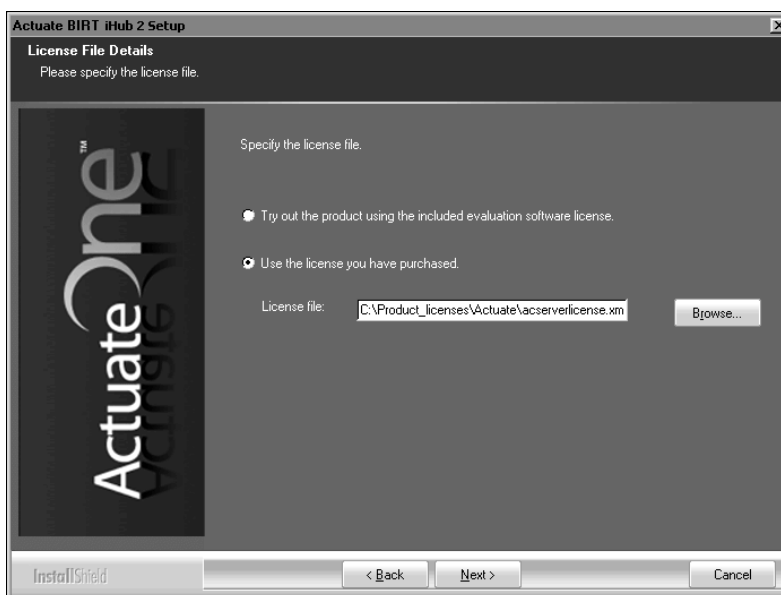 Actuate BIRT iHub 2 Setup
License File Details
Please specify the license file.
ActuateOne™
Specify the license file.
Try out the product using the included evaluation software license.
Use the license you have purchased.
License file: C:\Product_licenses\Actuate\acserverlicense.xm Browse...
InstallShield < Back Next > Cancel